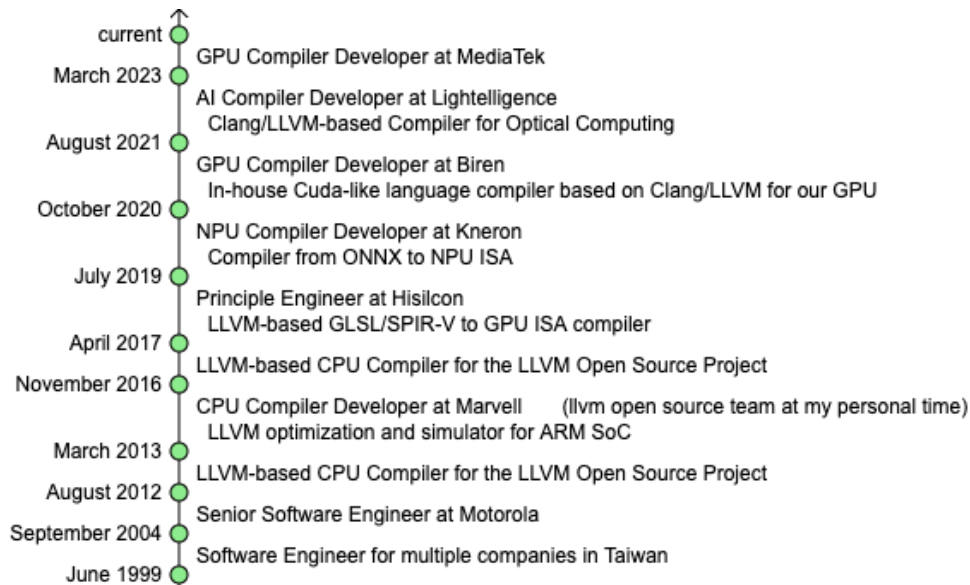 current
GPU Compiler Developer at MediaTek
March 2023
AI Compiler Developer at Lightelligence
Clang/LLVM-based Compiler for Optical Computing
August 2021
GPU Compiler Developer at Biren
In-house Cuda-like language compiler based on Clang/LLVM for our GPU
October 2020
NPU Compiler Developer at Kneron
Compiler from ONNX to NPU ISA
July 2019
Principle Engineer at Hisilcon
LLVM-based GLSL/SPIR-V to GPU ISA compiler
April 2017
LLVM-based CPU Compiler for the LLVM Open Source Project
November 2016
CPU Compiler Developer at Marvell (llvm open source team at my personal time)
LLVM optimization and simulator for ARM SoC
March 2013
LLVM-based CPU Compiler for the LLVM Open Source Project
August 2012
Senior Software Engineer at Motorola
September 2004
Software Engineer for multiple companies in Taiwan
June 1999